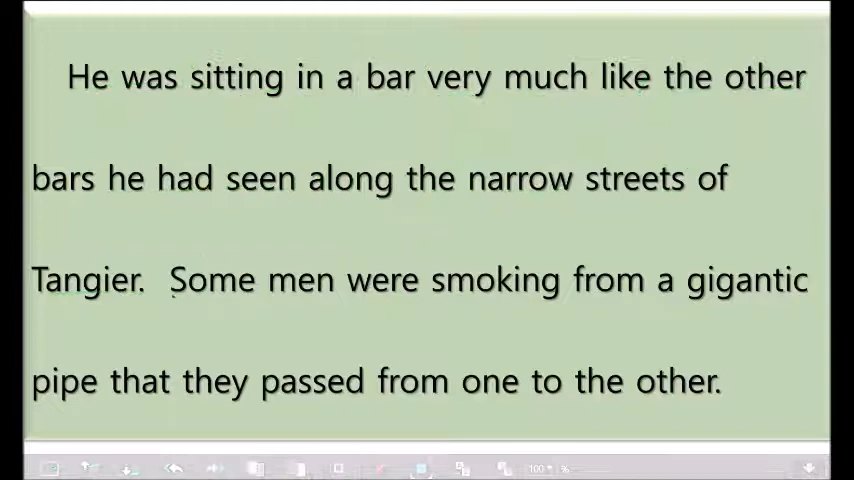 He was sitting in a bar very much like the other
bars he had seen along the narrow streets of
Tangier. Some men were smoking from a gigantic
pipe that they passed from one to the other.
100 %